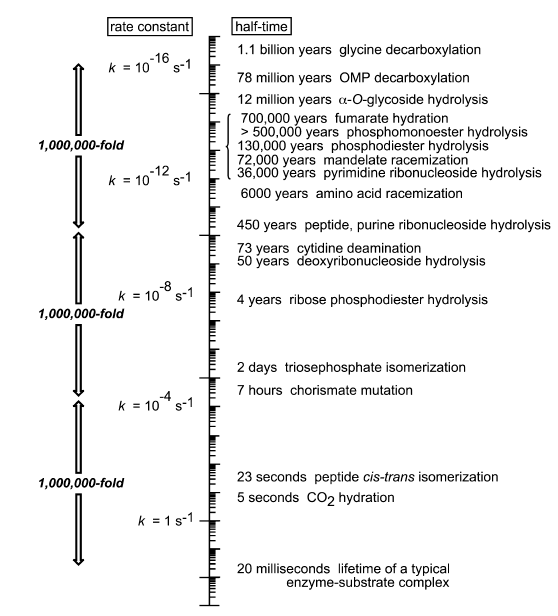 rate constant
half-time
1.1 billion years glycine decarboxylation
k = 10-16 s-1
78 million years OMP decarboxylation
12 million years α-O-glycoside hydrolysis
700,000 years fumarate hydration
> 500,000 years phosphomonoester hydrolysis
1,000,000-fold
130,000 years phosphodiester hydrolysis
72,000 years mandelate racemization
k = 10-12 s-1
36,000 years pyrimidine ribonucleoside hydrolysis
6000 years amino acid racemization
450 years peptide, purine ribonucleoside hydrolysis
73 years cytidine deamination
50 years deoxyribonucleoside hydrolysis
k = 10-8 s-1
4 years ribose phosphodiester hydrolysis
1,000,000-fold
2 days triosephosphate isomerization
7 hours chorismate mutation
k = 10-4 s-1
23 seconds peptide cis-trans isomerization
1,000,000-fold
5 seconds CO2 hydration
k = 1 s-1
20 milliseconds lifetime of a typical
enzyme-substrate complex